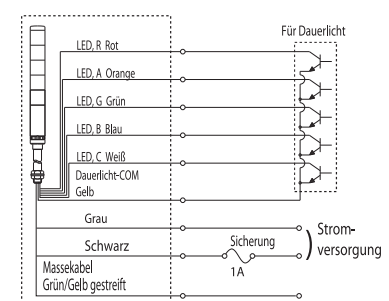 Für Dauerlicht
LED, R Rot
LED, A Orange
LED, G Grün
LED, B Blau
LED, C Weiß
Dauerlicht-COM
Gelb
Grau
Schwarz
Sicherung
1A
Strom-
versorgung
Massekabel
Grün/Gelb gestreift